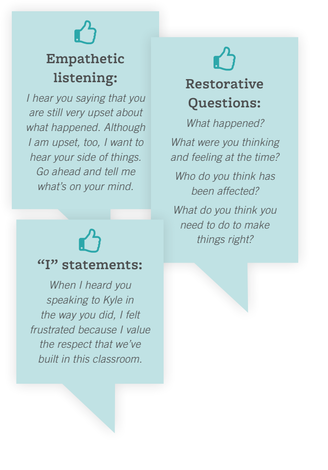 Empathetic
listening:
I hear you saying that you
are still very upset about
what happened. Although
I am upset, too, I want to
hear your side of things.
Go ahead and tell me
what's on your mind.
Restorative
Questions:
What happened?
What were you thinking
and feeling at the time?
Who do you think has
been affected?
What do you think you
need to do to make
things right?
“I” statements:
When I heard you
speaking to Kyle in
the way you did, I felt
frustrated because I value
the respect that we've
built in this classroom.